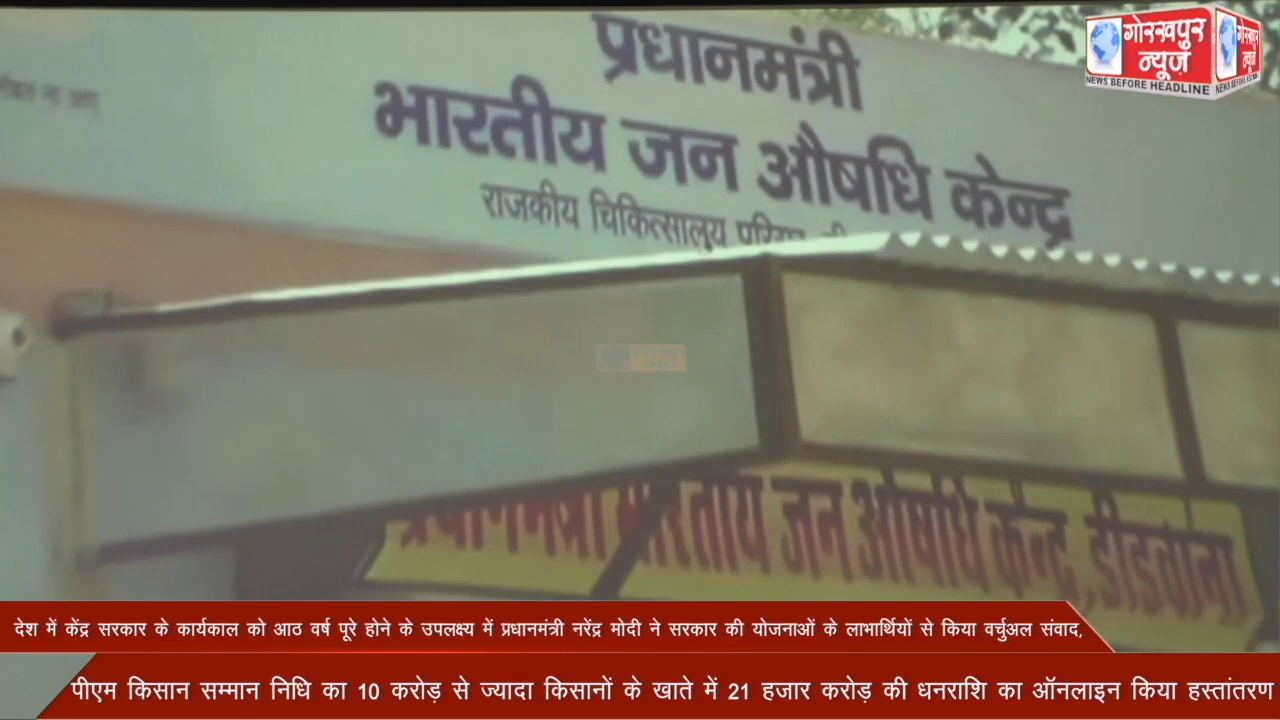 प्रधानमंत्री
भारतीय जन औषधि केन्द्र
राजकीय चिकित्सालय
गोरखपुर
न्यूज़
NEWS BEFORE HEADLINE
प्रधानमंत्री भारतीय जन औषधि केन्द्र, डीडवाना
देश में केंद्र सरकार के कार्यकाल को आठ वर्ष पूरे होने के उपलक्ष्य में प्रधानमंत्री नरेंद्र मोदी ने सरकार की योजनाओं के लाभार्थियों से किया वर्चुअल संवाद,
पीएम किसान सम्मान निधि का 10 करोड़ से ज्यादा किसानों के खाते में 21 हजार करोड़ की धनराशि का ऑनलाइन किया हस्तांतरण